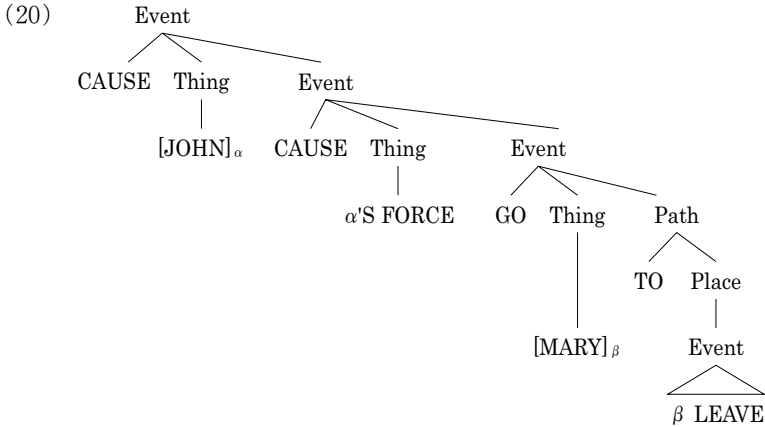 (20) Event
CAUSE Thing Event
[JOHN]α CAUSE Thing Event
α'S FORCE GO Thing Path
TO Place
[MARY]β Event
β LEAVE